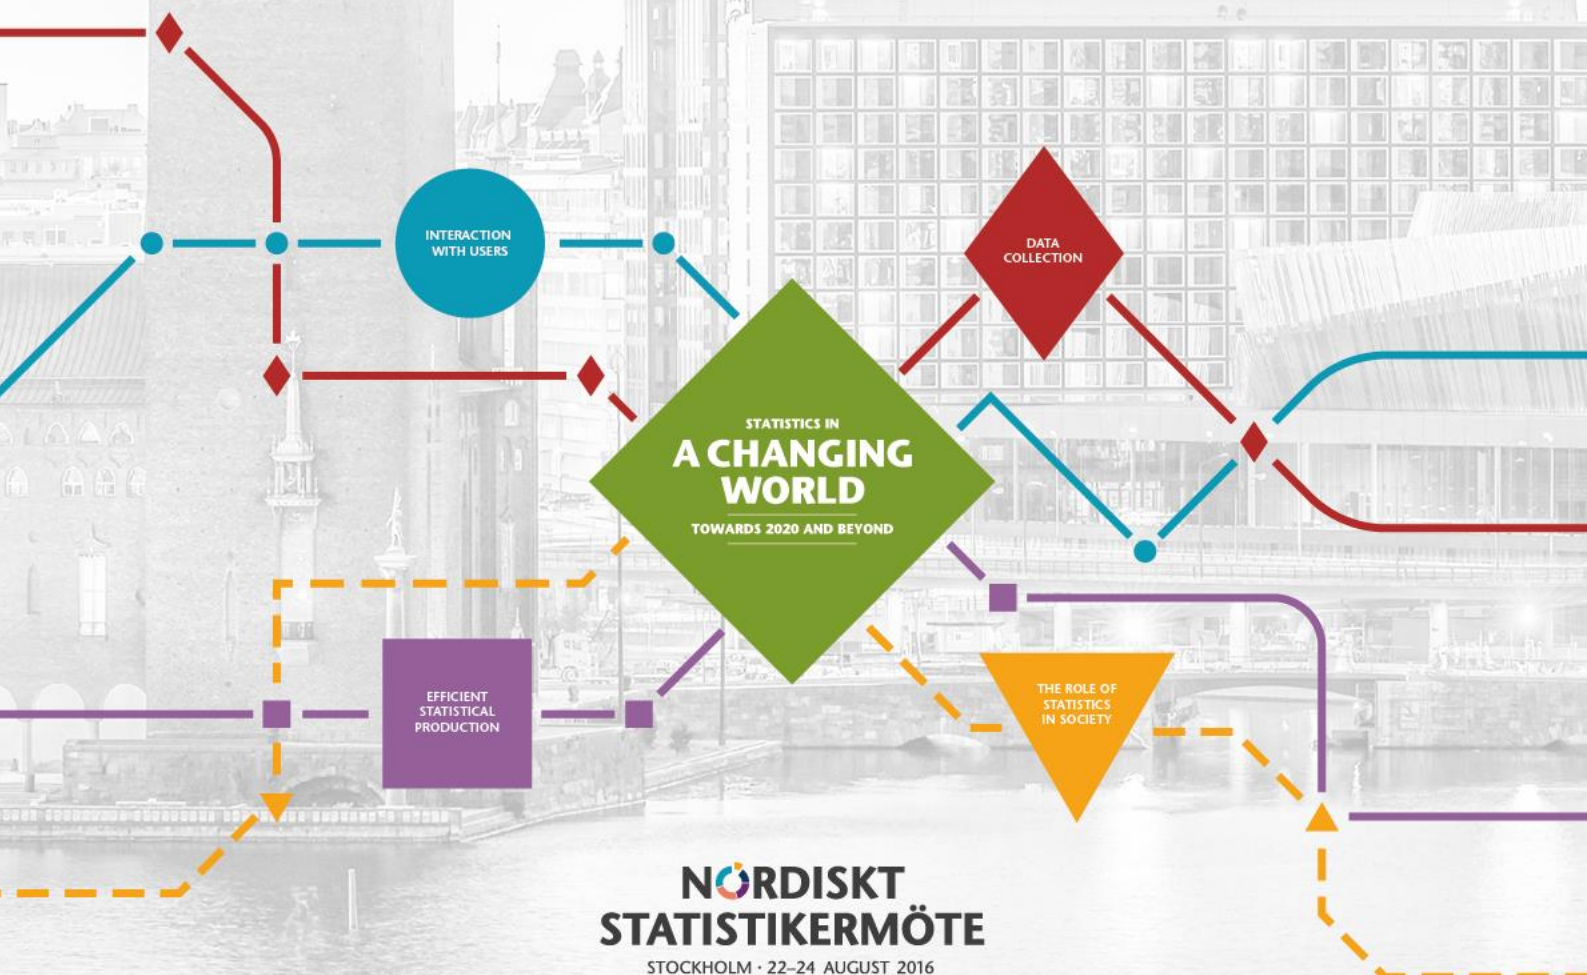 INTERACTION
WITH USERS
DATA
COLLECTION
STATISTICS IN
A CHANGING
WORLD
TOWARDS 2020 AND BEYOND
EFFICIENT
STATISTICAL
PRODUCTION
THE ROLE OF
STATISTICS
IN SOCIETY
NORDISKT
STATISTIKERMÖTE
STOCKHOLM · 22–24 AUGUST 2016